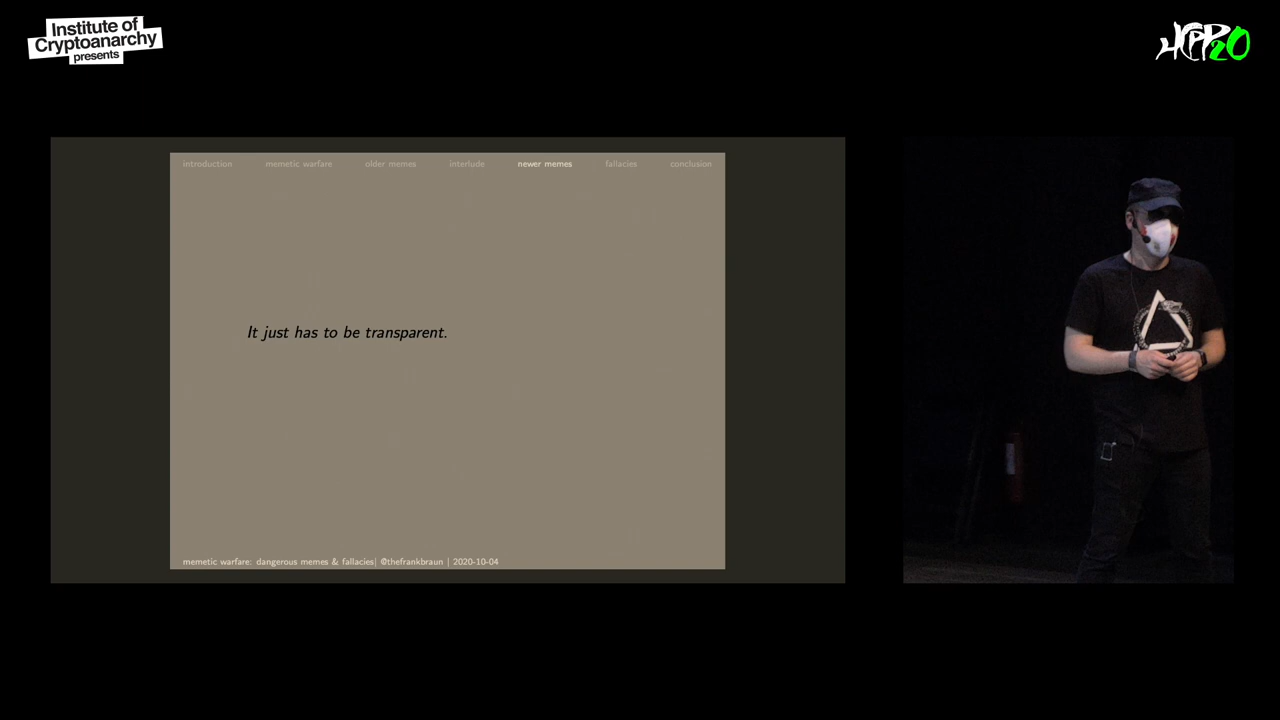 Institute of
Cryptoanarchy
presents
HCPP20
introduction memetic warfare older memes interlude newer memes fallacies conclusion
It just has to be transparent.
memetic warfare: dangerous memes & fallacies| @thefrankbraun | 2020-10-04